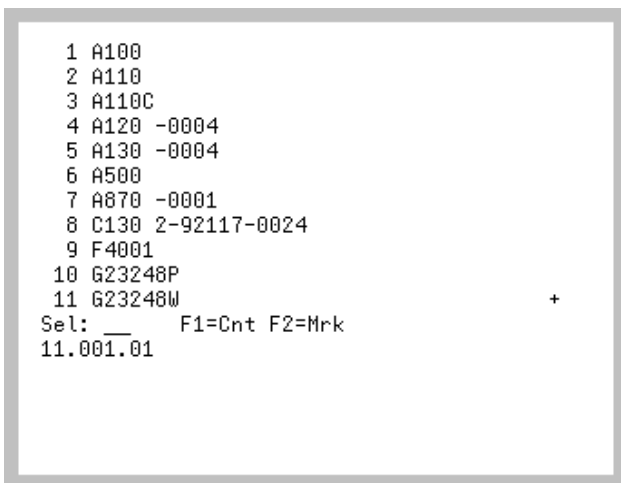 1 A100
2 A110
3 A110C
4 A120 -0004
5 A130 -0004
6 A500
7 A870 -0001
8 C130 2-92117-0024
9 F4001
10 G23248P
11 G23248W +
Sel: __ F1=Cnt F2=Mrk
11.001.01